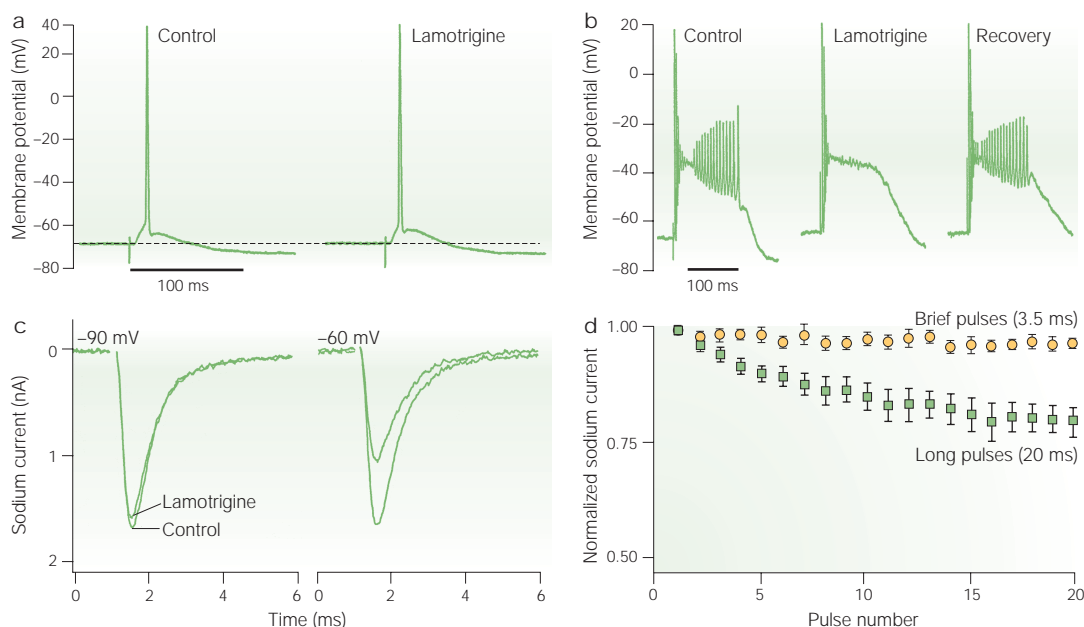 a
Control
Lamotrigine
Membrane potential (mV)
40
20
0
–20
–40
–60
–80
100 ms
b
Control
Lamotrigine
Recovery
Membrane potential (mV)
20
0
–20
–40
–60
–80
100 ms
c
–90 mV
–60 mV
Sodium current (nA)
0
1
2
Lamotrigine
Control
0 2 4 6
0 2 4 6
Time (ms)
d
Brief pulses (3.5 ms)
Long pulses (20 ms)
Normalized sodium current
1.00
0.75
0.50
0 5 10 15 20
Pulse number